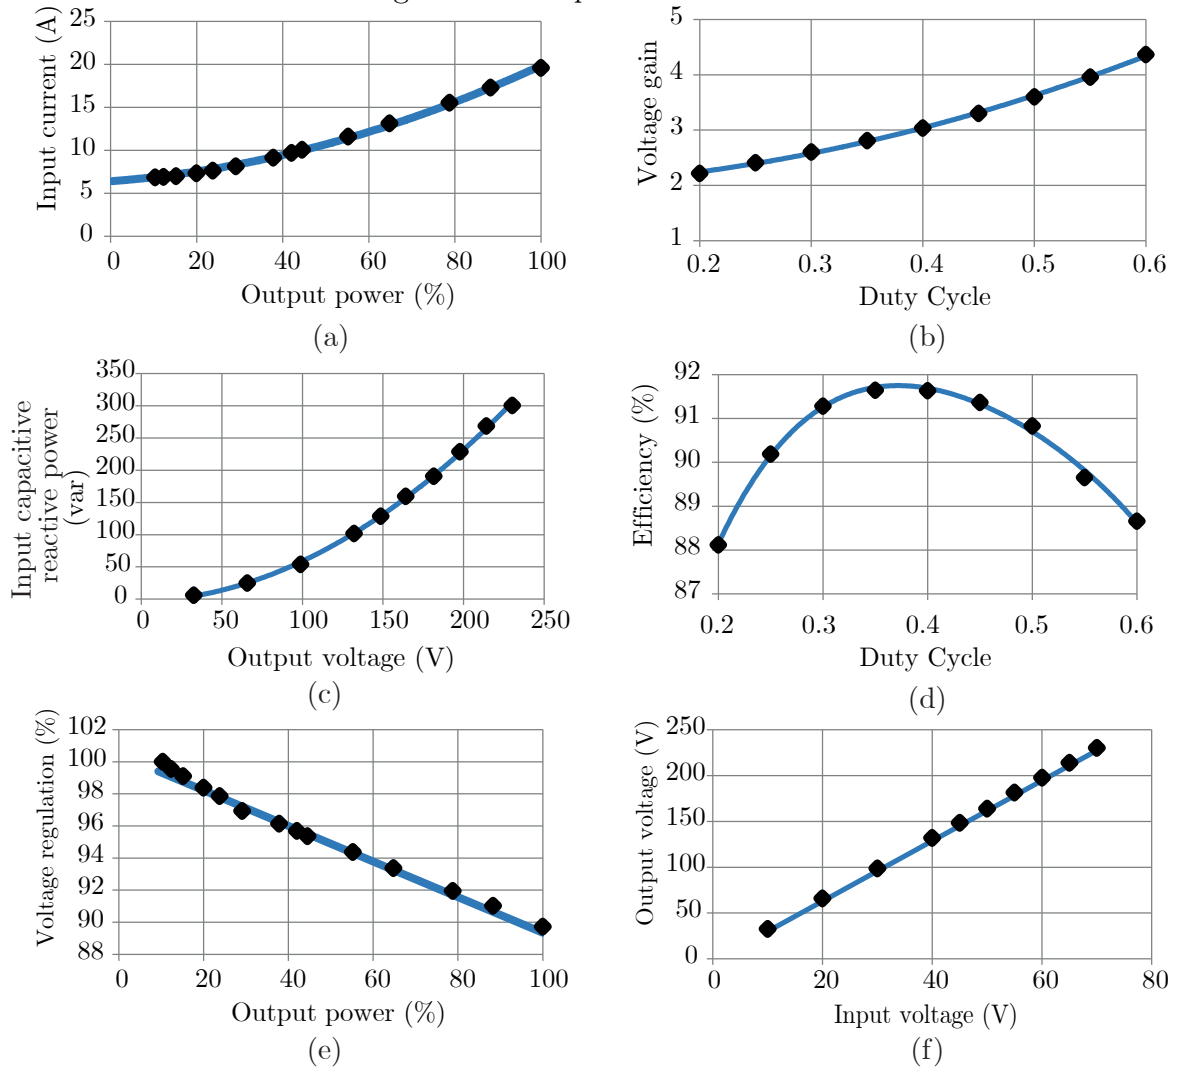 25
20
15
10
5
0
Input current (A)
0 20 40 60 80 100
Output power (%)
(a)
5
4
3
2
1
Voltage gain
0.2 0.3 0.4 0.5 0.6
Duty Cycle
(b)
350
300
250
200
150
100
50
0
Input capacitive
reactive power
(var)
0 50 100 150 200 250
Output voltage (V)
(c)
92
91
90
89
88
87
Efficiency (%)
0.2 0.3 0.4 0.5 0.6
Duty Cycle
(d)
102
100
98
96
94
92
90
88
Voltage regulation (%)
0 20 40 60 80 100
Output power (%)
(e)
250
200
150
100
50
0
Output voltage (V)
0 20 40 60 80
Input voltage (V)
(f)